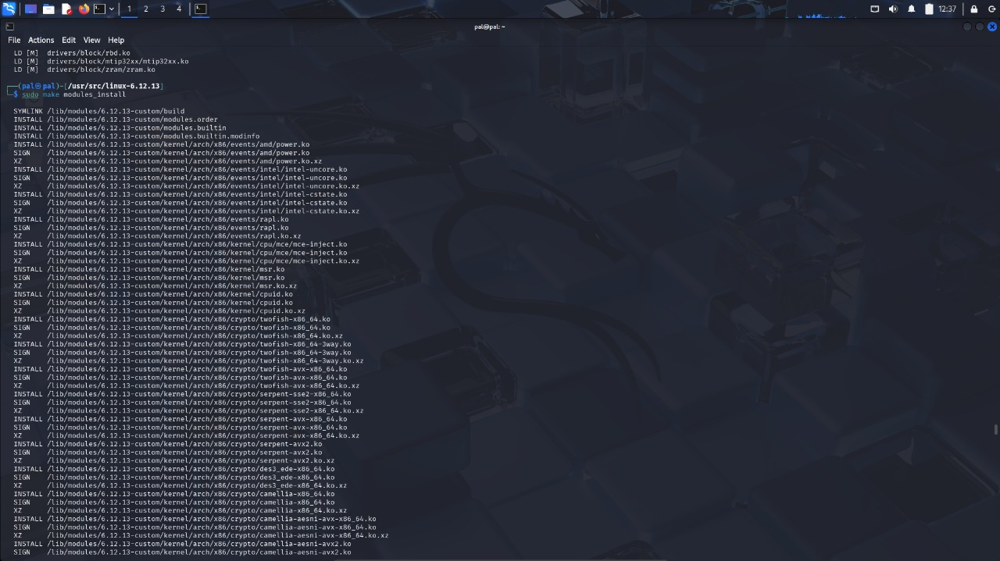 1 2 3 4
12:37
pal@pal: ~
File Actions Edit View Help
LD [M] drivers/block/rbd.ko
LD [M] drivers/block/mtip32xx/mtip32xx.ko
LD [M] drivers/block/zram/zram.ko
┌──(pal㉿pal)-[/usr/src/linux-6.12.13]
└─$ sudo make modules_install
SYMLINK /lib/modules/6.12.13-custom/build
INSTALL /lib/modules/6.12.13-custom/modules.order
INSTALL /lib/modules/6.12.13-custom/modules.builtin
INSTALL /lib/modules/6.12.13-custom/modules.builtin.modinfo
INSTALL /lib/modules/6.12.13-custom/kernel/arch/x86/events/amd/power.ko
SIGN /lib/modules/6.12.13-custom/kernel/arch/x86/events/amd/power.ko
XZ /lib/modules/6.12.13-custom/kernel/arch/x86/events/amd/power.ko.xz
INSTALL /lib/modules/6.12.13-custom/kernel/arch/x86/events/intel/intel-uncore.ko
SIGN /lib/modules/6.12.13-custom/kernel/arch/x86/events/intel/intel-uncore.ko
XZ /lib/modules/6.12.13-custom/kernel/arch/x86/events/intel/intel-uncore.ko.xz
INSTALL /lib/modules/6.12.13-custom/kernel/arch/x86/events/intel/intel-cstate.ko
SIGN /lib/modules/6.12.13-custom/kernel/arch/x86/events/intel/intel-cstate.ko
XZ /lib/modules/6.12.13-custom/kernel/arch/x86/events/intel/intel-cstate.ko.xz
INSTALL /lib/modules/6.12.13-custom/kernel/arch/x86/events/rapl.ko
SIGN /lib/modules/6.12.13-custom/kernel/arch/x86/events/rapl.ko
XZ /lib/modules/6.12.13-custom/kernel/arch/x86/events/rapl.ko.xz
INSTALL /lib/modules/6.12.13-custom/kernel/arch/x86/kernel/cpu/mce/mce-inject.ko
SIGN /lib/modules/6.12.13-custom/kernel/arch/x86/kernel/cpu/mce/mce-inject.ko
XZ /lib/modules/6.12.13-custom/kernel/arch/x86/kernel/cpu/mce/mce-inject.ko.xz
INSTALL /lib/modules/6.12.13-custom/kernel/arch/x86/kernel/msr.ko
SIGN /lib/modules/6.12.13-custom/kernel/arch/x86/kernel/msr.ko
XZ /lib/modules/6.12.13-custom/kernel/arch/x86/kernel/msr.ko.xz
INSTALL /lib/modules/6.12.13-custom/kernel/arch/x86/kernel/cpuid.ko
SIGN /lib/modules/6.12.13-custom/kernel/arch/x86/kernel/cpuid.ko
XZ /lib/modules/6.12.13-custom/kernel/arch/x86/kernel/cpuid.ko.xz
INSTALL /lib/modules/6.12.13-custom/kernel/arch/x86/crypto/twofish-x86_64.ko
SIGN /lib/modules/6.12.13-custom/kernel/arch/x86/crypto/twofish-x86_64.ko
XZ /lib/modules/6.12.13-custom/kernel/arch/x86/crypto/twofish-x86_64.ko.xz
INSTALL /lib/modules/6.12.13-custom/kernel/arch/x86/crypto/twofish-x86_64-3way.ko
SIGN /lib/modules/6.12.13-custom/kernel/arch/x86/crypto/twofish-x86_64-3way.ko
XZ /lib/modules/6.12.13-custom/kernel/arch/x86/crypto/twofish-x86_64-3way.ko.xz
INSTALL /lib/modules/6.12.13-custom/kernel/arch/x86/crypto/twofish-avx-x86_64.ko
SIGN /lib/modules/6.12.13-custom/kernel/arch/x86/crypto/twofish-avx-x86_64.ko
XZ /lib/modules/6.12.13-custom/kernel/arch/x86/crypto/twofish-avx-x86_64.ko.xz
INSTALL /lib/modules/6.12.13-custom/kernel/arch/x86/crypto/serpent-sse2-x86_64.ko
SIGN /lib/modules/6.12.13-custom/kernel/arch/x86/crypto/serpent-sse2-x86_64.ko
XZ /lib/modules/6.12.13-custom/kernel/arch/x86/crypto/serpent-sse2-x86_64.ko.xz
INSTALL /lib/modules/6.12.13-custom/kernel/arch/x86/crypto/serpent-avx-x86_64.ko
SIGN /lib/modules/6.12.13-custom/kernel/arch/x86/crypto/serpent-avx-x86_64.ko
XZ /lib/modules/6.12.13-custom/kernel/arch/x86/crypto/serpent-avx-x86_64.ko.xz
INSTALL /lib/modules/6.12.13-custom/kernel/arch/x86/crypto/serpent-avx2.ko
SIGN /lib/modules/6.12.13-custom/kernel/arch/x86/crypto/serpent-avx2.ko
XZ /lib/modules/6.12.13-custom/kernel/arch/x86/crypto/serpent-avx2.ko.xz
INSTALL /lib/modules/6.12.13-custom/kernel/arch/x86/crypto/des3_ede-x86_64.ko
SIGN /lib/modules/6.12.13-custom/kernel/arch/x86/crypto/des3_ede-x86_64.ko
XZ /lib/modules/6.12.13-custom/kernel/arch/x86/crypto/des3_ede-x86_64.ko.xz
INSTALL /lib/modules/6.12.13-custom/kernel/arch/x86/crypto/camellia-x86_64.ko
SIGN /lib/modules/6.12.13-custom/kernel/arch/x86/crypto/camellia-x86_64.ko
XZ /lib/modules/6.12.13-custom/kernel/arch/x86/crypto/camellia-x86_64.ko.xz
INSTALL /lib/modules/6.12.13-custom/kernel/arch/x86/crypto/camellia-aesni-avx-x86_64.ko
SIGN /lib/modules/6.12.13-custom/kernel/arch/x86/crypto/camellia-aesni-avx-x86_64.ko
XZ /lib/modules/6.12.13-custom/kernel/arch/x86/crypto/camellia-aesni-avx-x86_64.ko.xz
INSTALL /lib/modules/6.12.13-custom/kernel/arch/x86/crypto/camellia-aesni-avx2.ko
SIGN /lib/modules/6.12.13-custom/kernel/arch/x86/crypto/camellia-aesni-avx2.ko